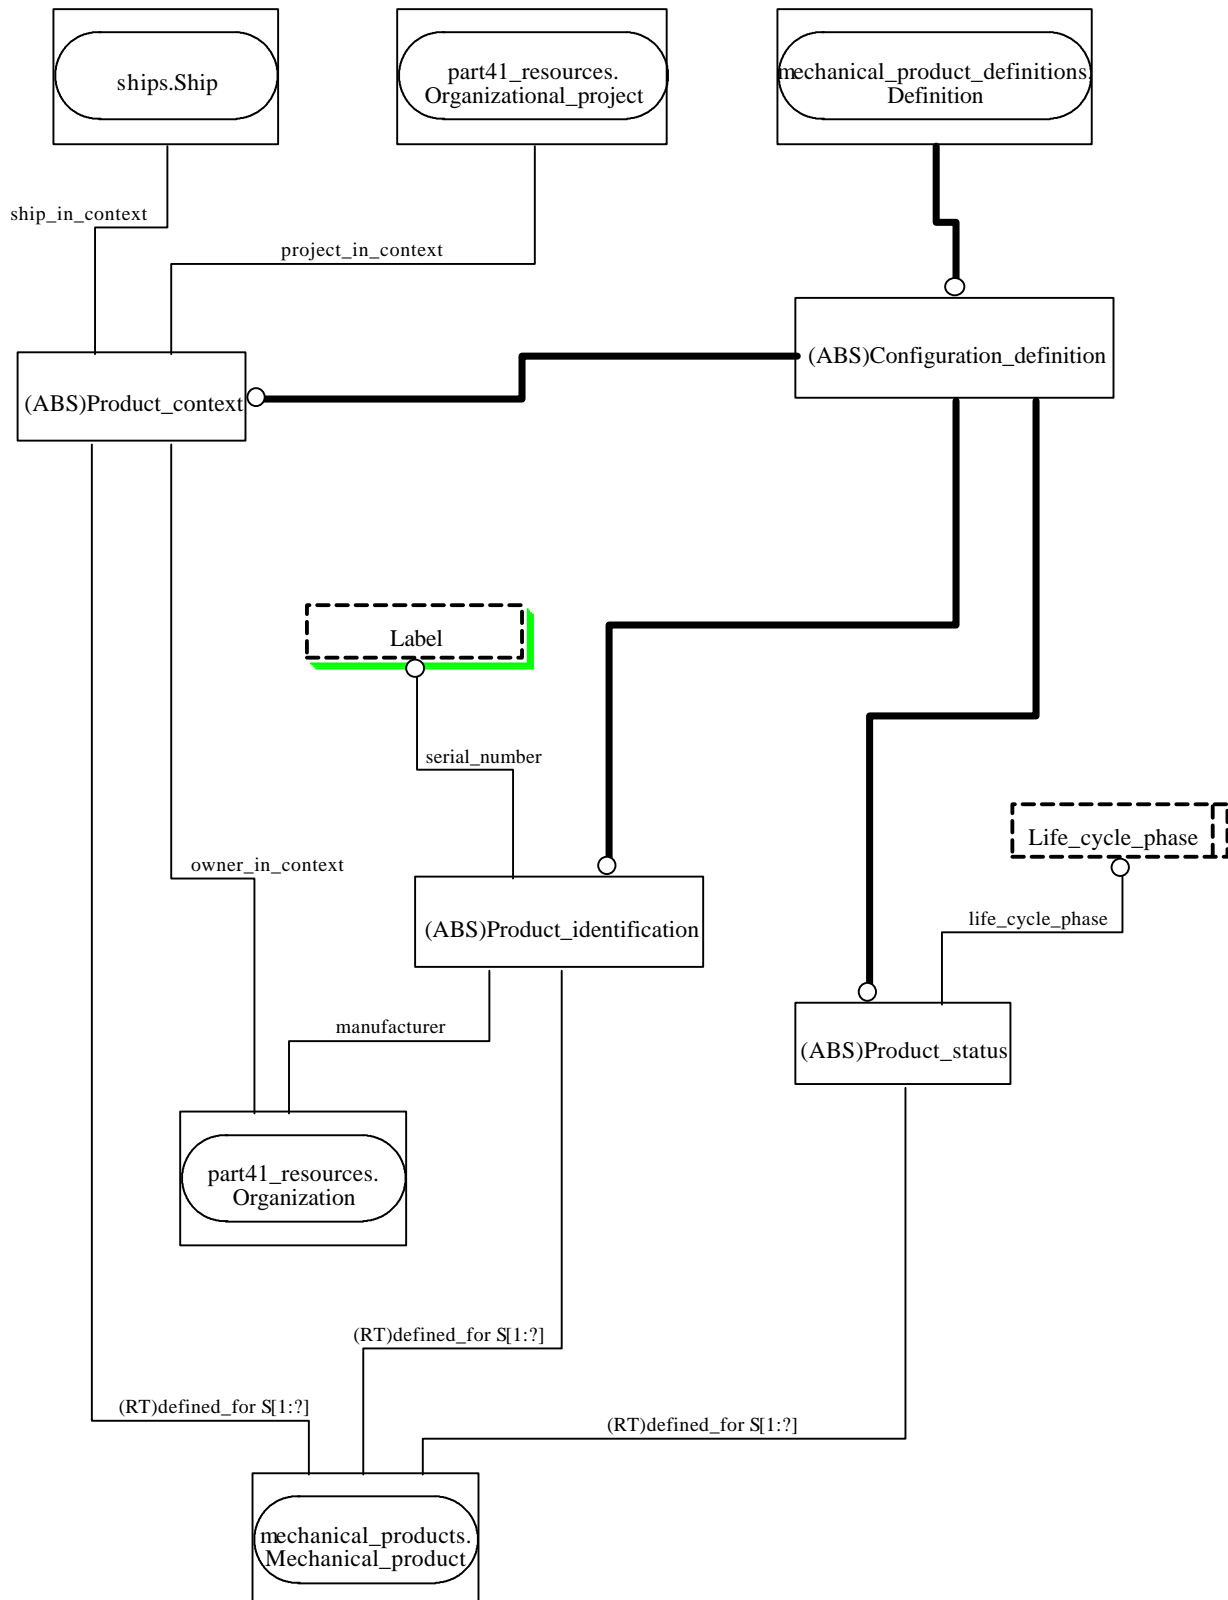 ships.Ship
part41_resources.
Organizational_project
mechanical_product_definitions.
Definition
ship_in_context
project_in_context
(ABS)Configuration_definition
(ABS)Product_context
Label
serial_number
Life_cycle_phase
owner_in_context
life_cycle_phase
(ABS)Product_identification
manufacturer
(ABS)Product_status
part41_resources.
Organization
(RT)defined_for S[1:?]
(RT)defined_for S[1:?]
(RT)defined_for S[1:?]
mechanical_products.
Mechanical_product